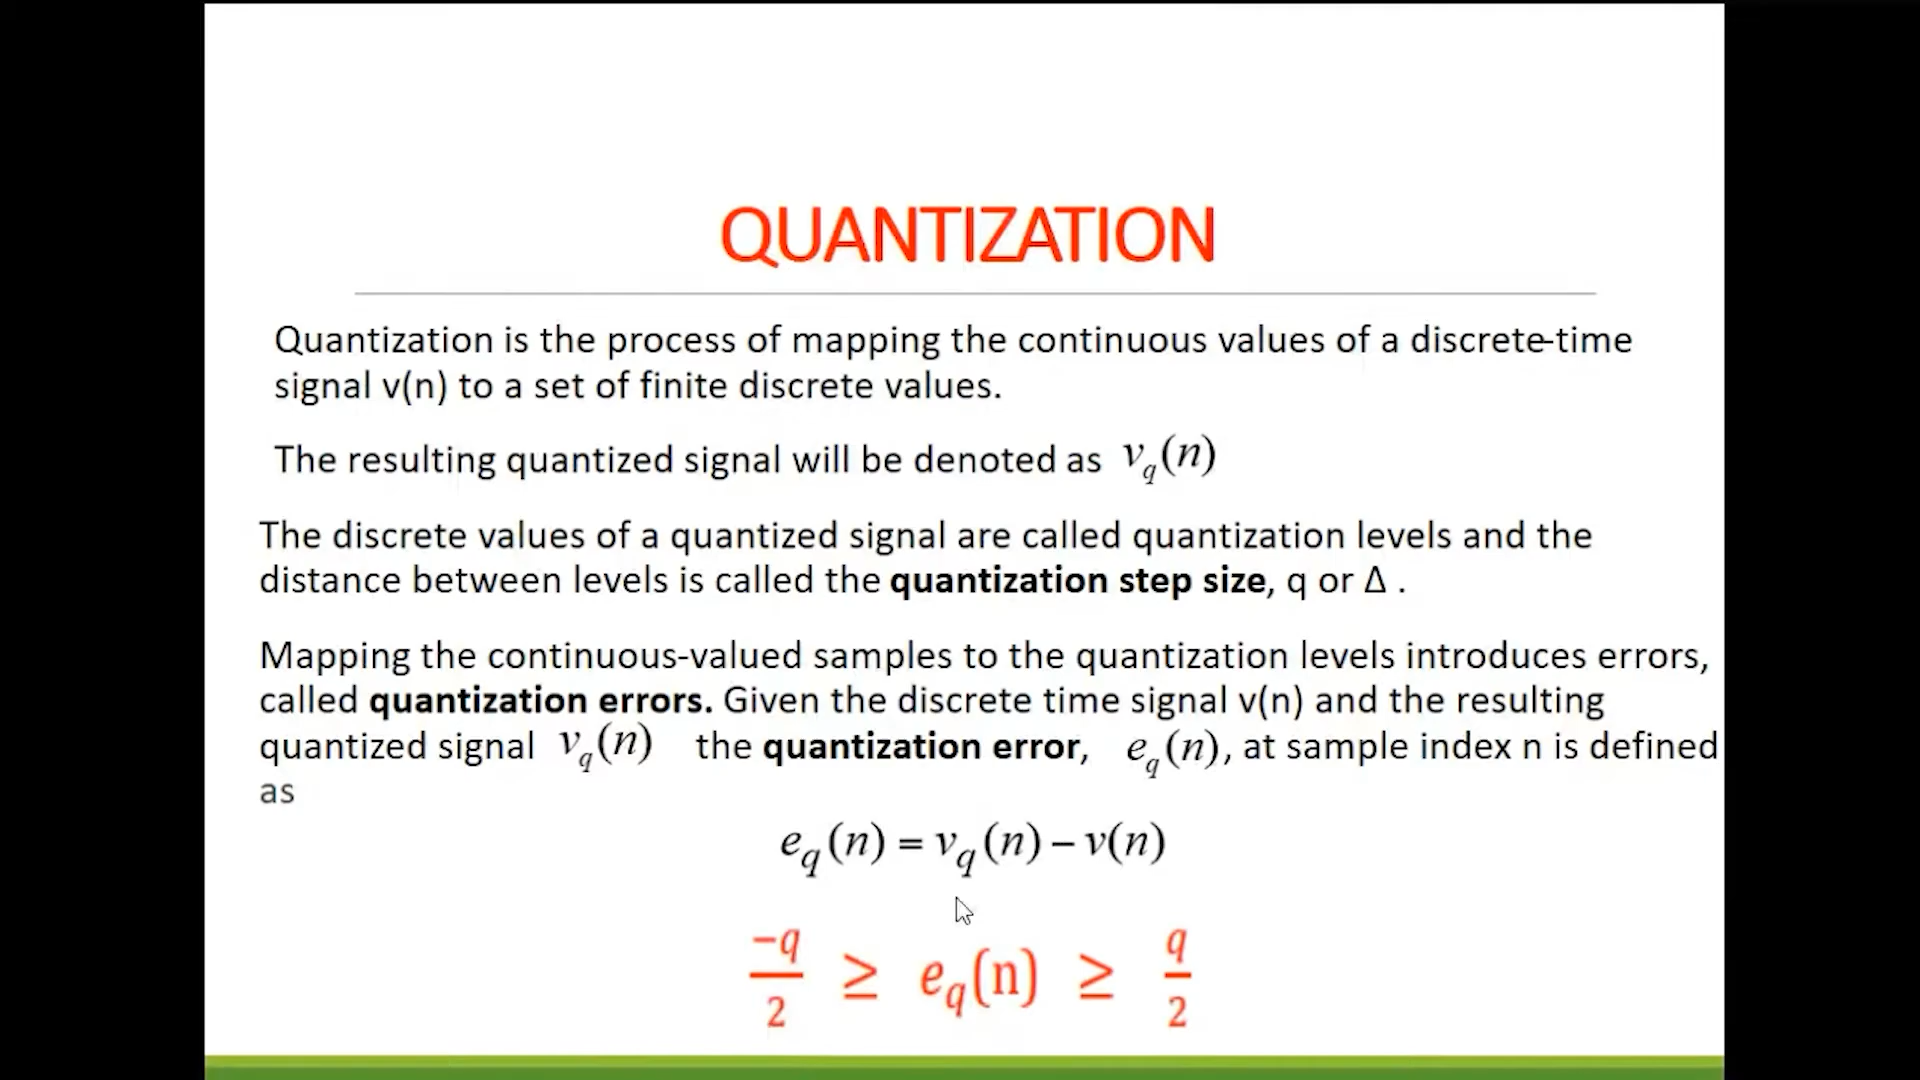 QUANTIZATION
Quantization is the process of mapping the continuous values of a discrete-time
signal v(n) to a set of finite discrete values.
The resulting quantized signal will be denoted as v_q(n)
The discrete values of a quantized signal are called quantization levels and the
distance between levels is called the quantization step size, q or Δ .
Mapping the continuous-valued samples to the quantization levels introduces errors,
called quantization errors. Given the discrete time signal v(n) and the resulting
quantized signal v_q(n) the quantization error, e_q(n), at sample index n is defined
as
e_q(n) = v_q(n) − v(n)
−q/2 ≥ e_q(n) ≥ q/2